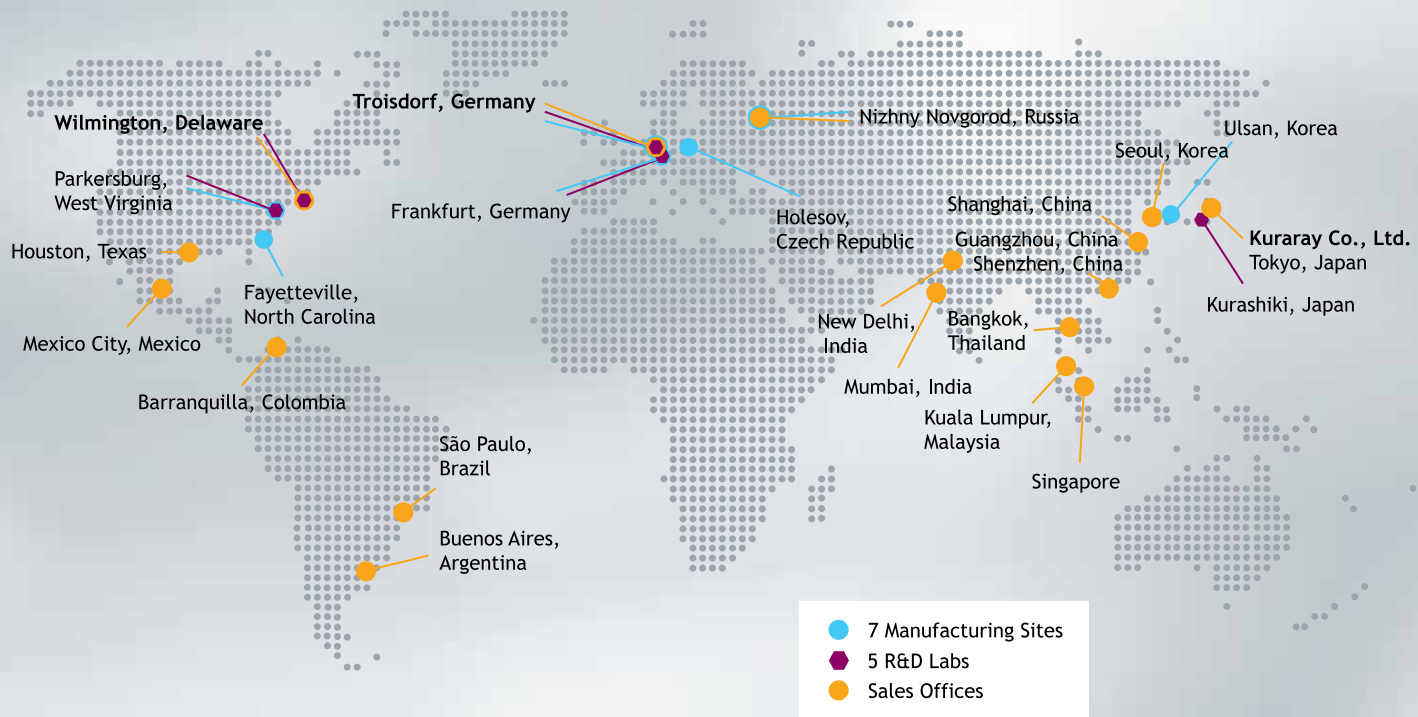 Troisdorf, Germany
Wilmington, Delaware
Nizhny Novgorod, Russia
Ulsan, Korea
Seoul, Korea
Parkersburg,
West Virginia
Frankfurt, Germany
Holesov,
Czech Republic
Shanghai, China
Guangzhou, China
Shenzhen, China
Kuraray Co., Ltd.
Tokyo, Japan
Houston, Texas
Fayetteville,
North Carolina
Kurashiki, Japan
New Delhi,
India
Bangkok,
Thailand
Mexico City, Mexico
Mumbai, India
Barranquilla, Colombia
Kuala Lumpur,
Malaysia
São Paulo,
Brazil
Singapore
Buenos Aires,
Argentina
7 Manufacturing Sites
5 R&D Labs
Sales Offices